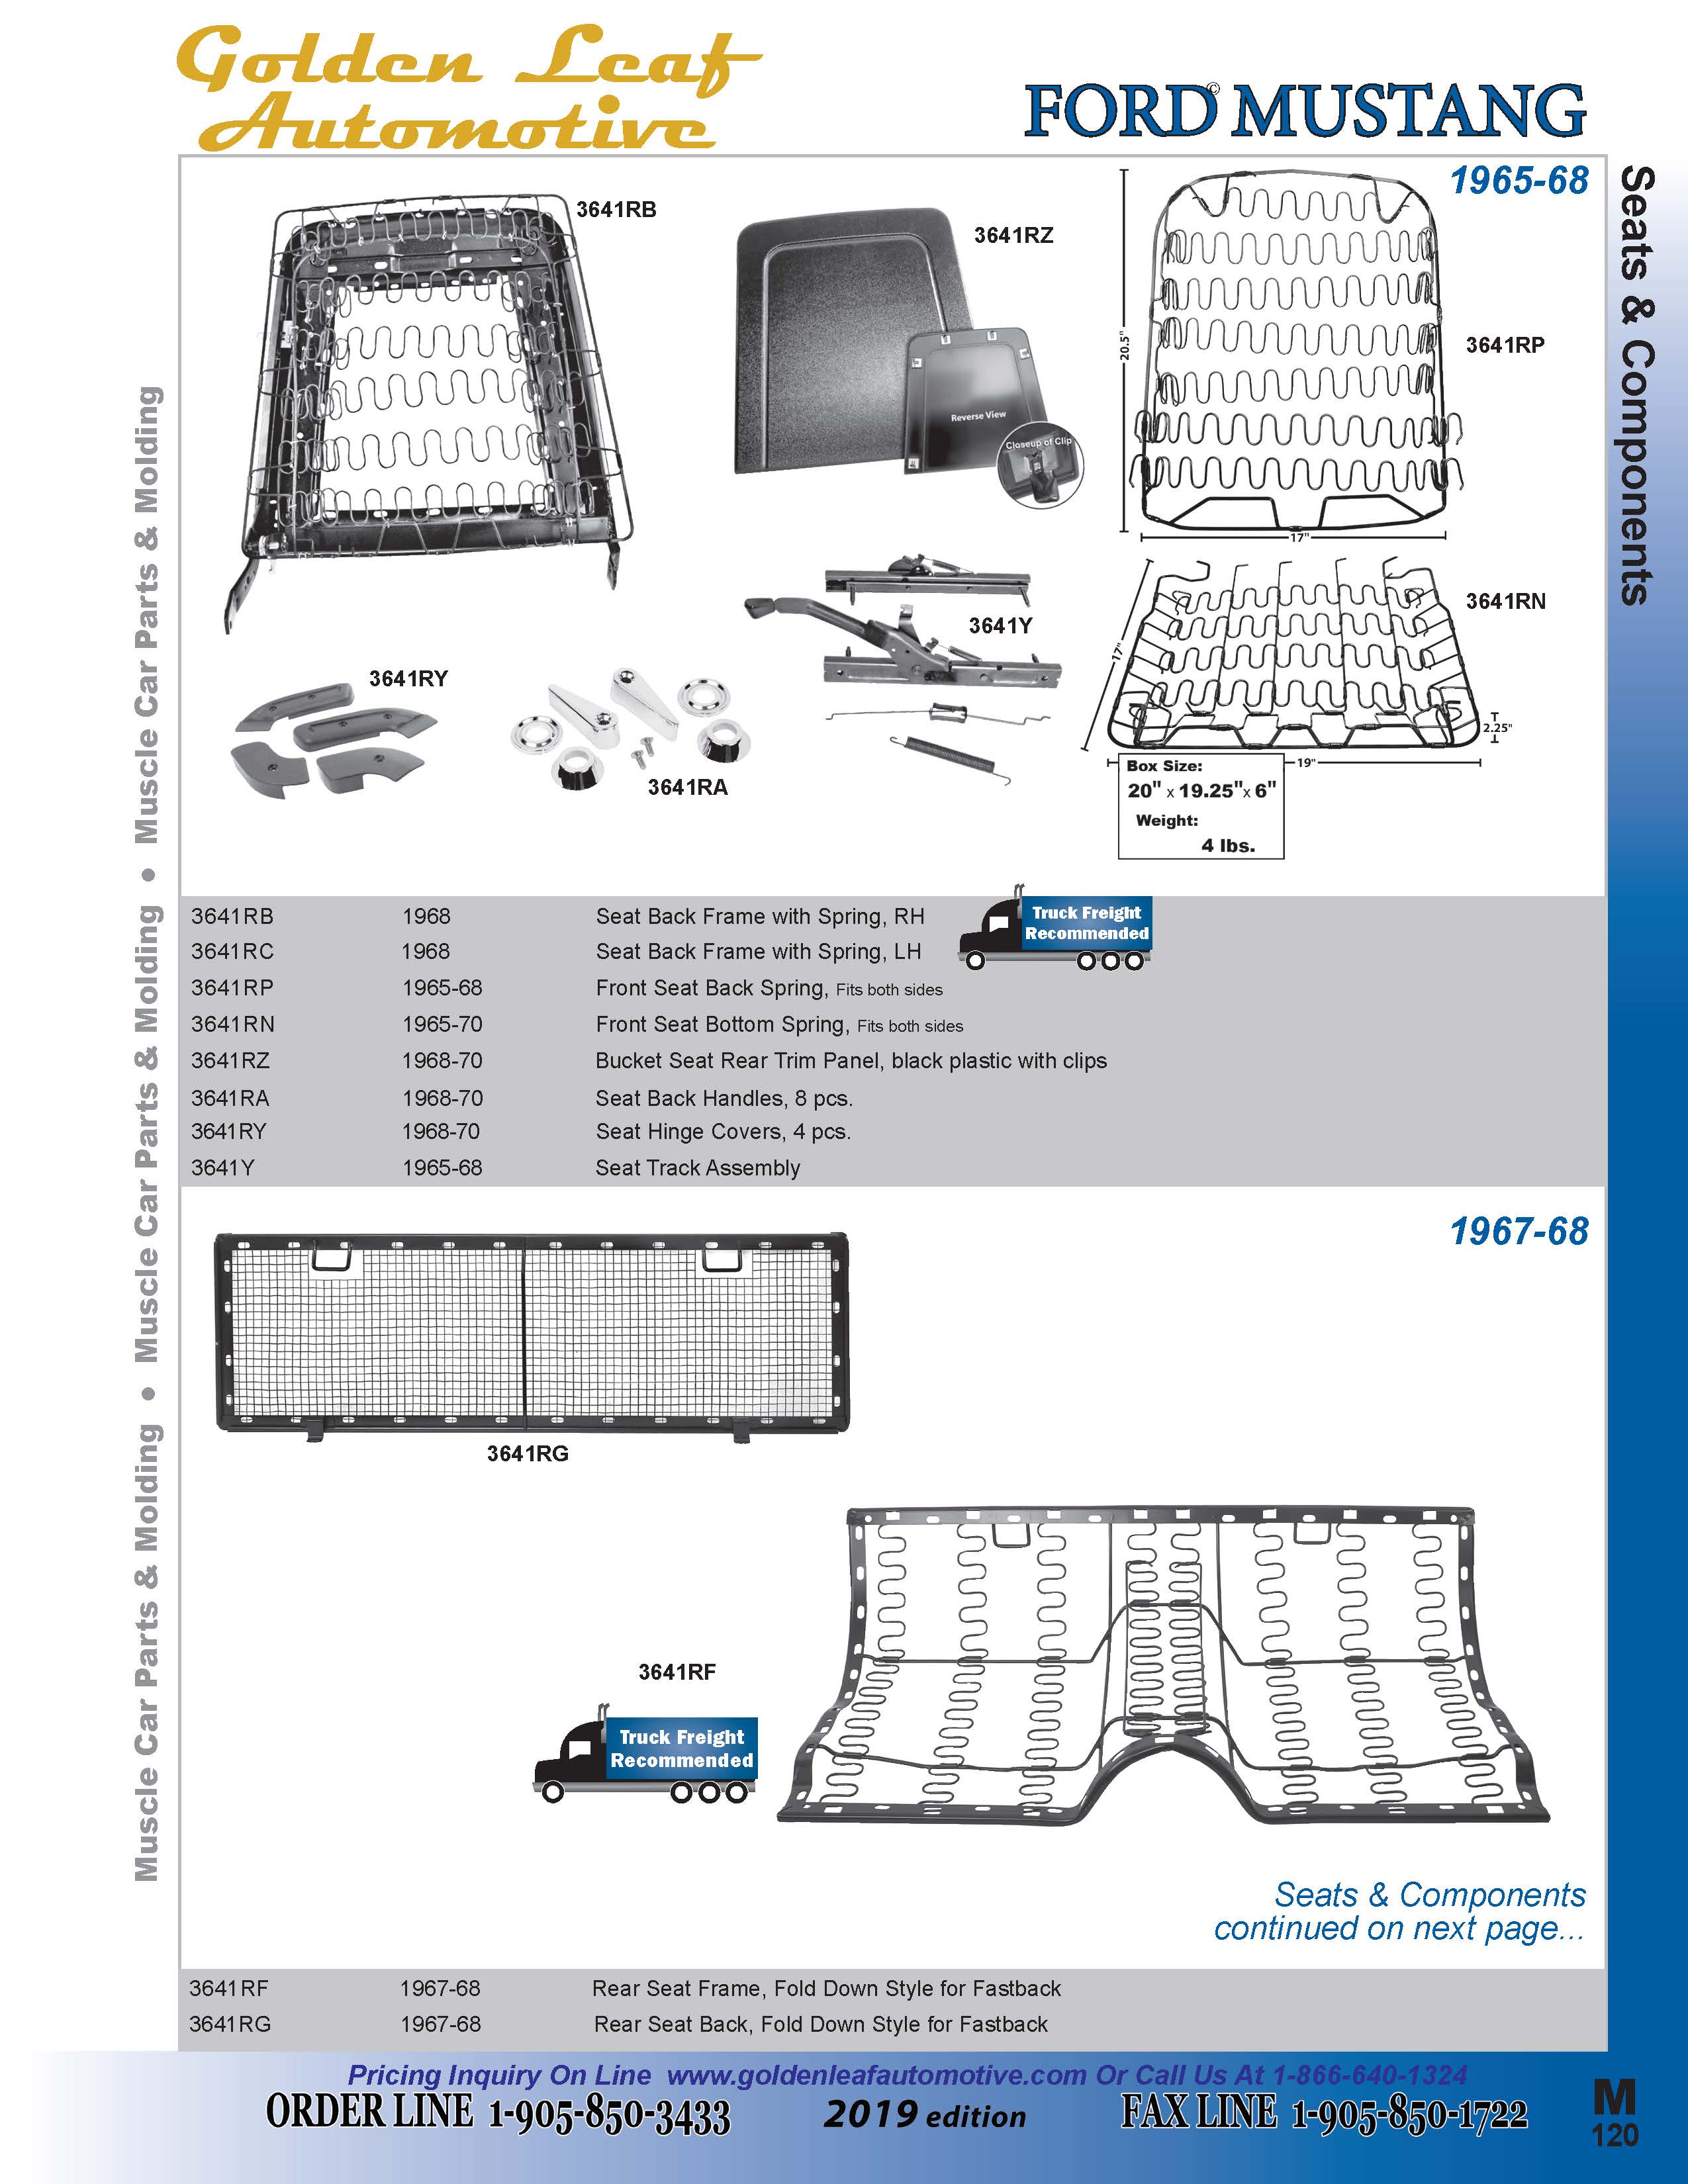 Golden Leaf
Automotive
FORD© MUSTANG
1965-68
Seats & Components
Muscle Car Parts & Molding • Muscle Car Parts & Molding • Muscle Car Parts & Molding
3641RB
3641RZ
Reverse View
Closeup of Clip
20.5"
3641RP
17"
3641RN
17"
2.25"
19"
3641Y
3641RY
3641RA
Box Size:
20" x 19.25" x 6"
Weight:
4 lbs.
3641RB 1968 Seat Back Frame with Spring, RH
3641RC 1968 Seat Back Frame with Spring, LH
Truck Freight
Recommended
3641RP 1965-68 Front Seat Back Spring, Fits both sides
3641RN 1965-70 Front Seat Bottom Spring, Fits both sides
3641RZ 1968-70 Bucket Seat Rear Trim Panel, black plastic with clips
3641RA 1968-70 Seat Back Handles, 8 pcs.
3641RY 1968-70 Seat Hinge Covers, 4 pcs.
3641Y 1965-68 Seat Track Assembly
1967-68
3641RG
3641RF
Truck Freight
Recommended
Seats & Components
continued on next page...
3641RF 1967-68 Rear Seat Frame, Fold Down Style for Fastback
3641RG 1967-68 Rear Seat Back, Fold Down Style for Fastback
Pricing Inquiry On Line www.goldenleafautomotive.com Or Call Us At 1-866-640-1324
ORDER LINE 1-905-850-3433 2019 edition FAX LINE 1-905-850-1722
M
120